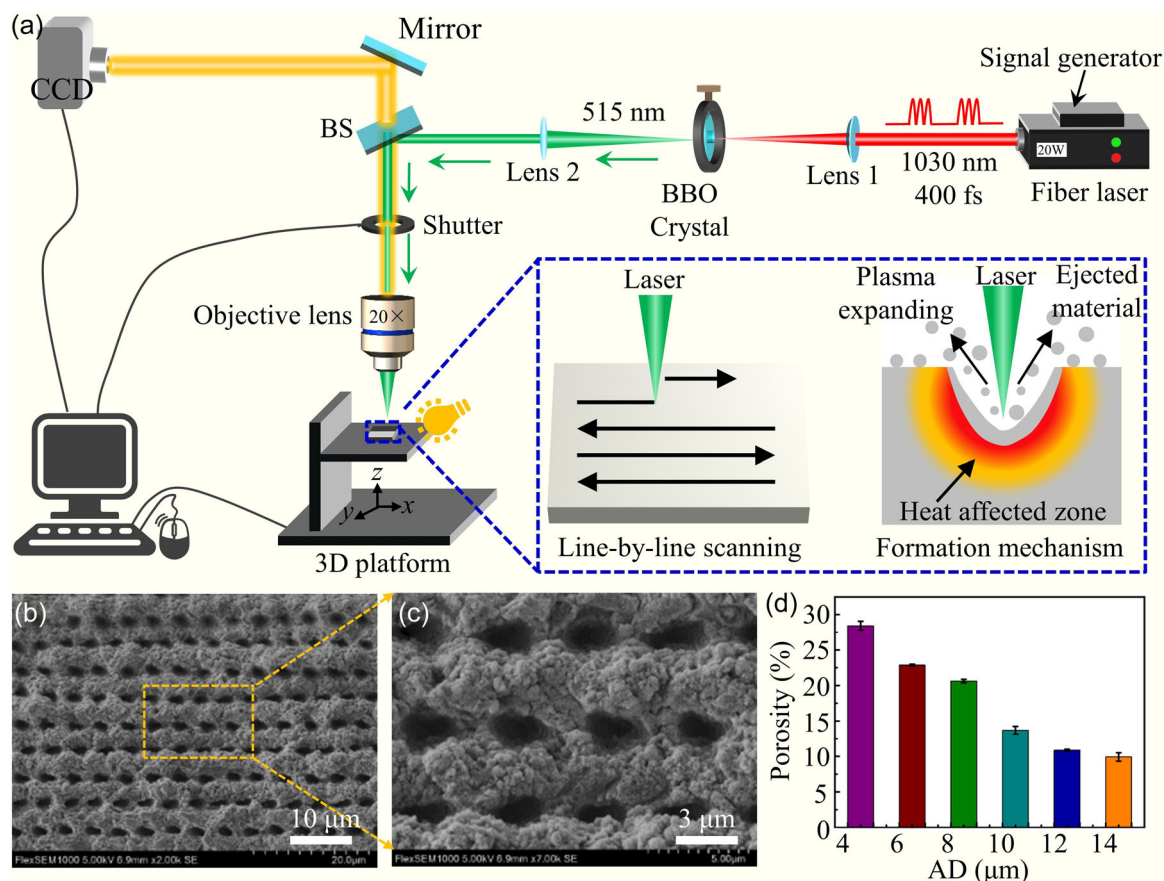 (a)
Mirror
CCD
BS
515 nm
Signal generator
20W
Lens 2
BBO
Crystal
Lens 1
1030 nm
400 fs
Fiber laser
Shutter
Objective lens
20×
z
y
x
3D platform
Laser
Line-by-line scanning
Plasma
expanding
Laser
Ejected
material
Heat affected zone
Formation mechanism
(b)
10 μm
FlexSEM1000 5.00kV 6.9mm x2.00k SE
20.0μm
(c)
3 μm
FlexSEM1000 5.00kV 6.9mm x7.00k SE
5.00μm
(d)
Porosity (%)
30
25
20
15
10
5
0
4 6 8 10 12 14
AD (μm)